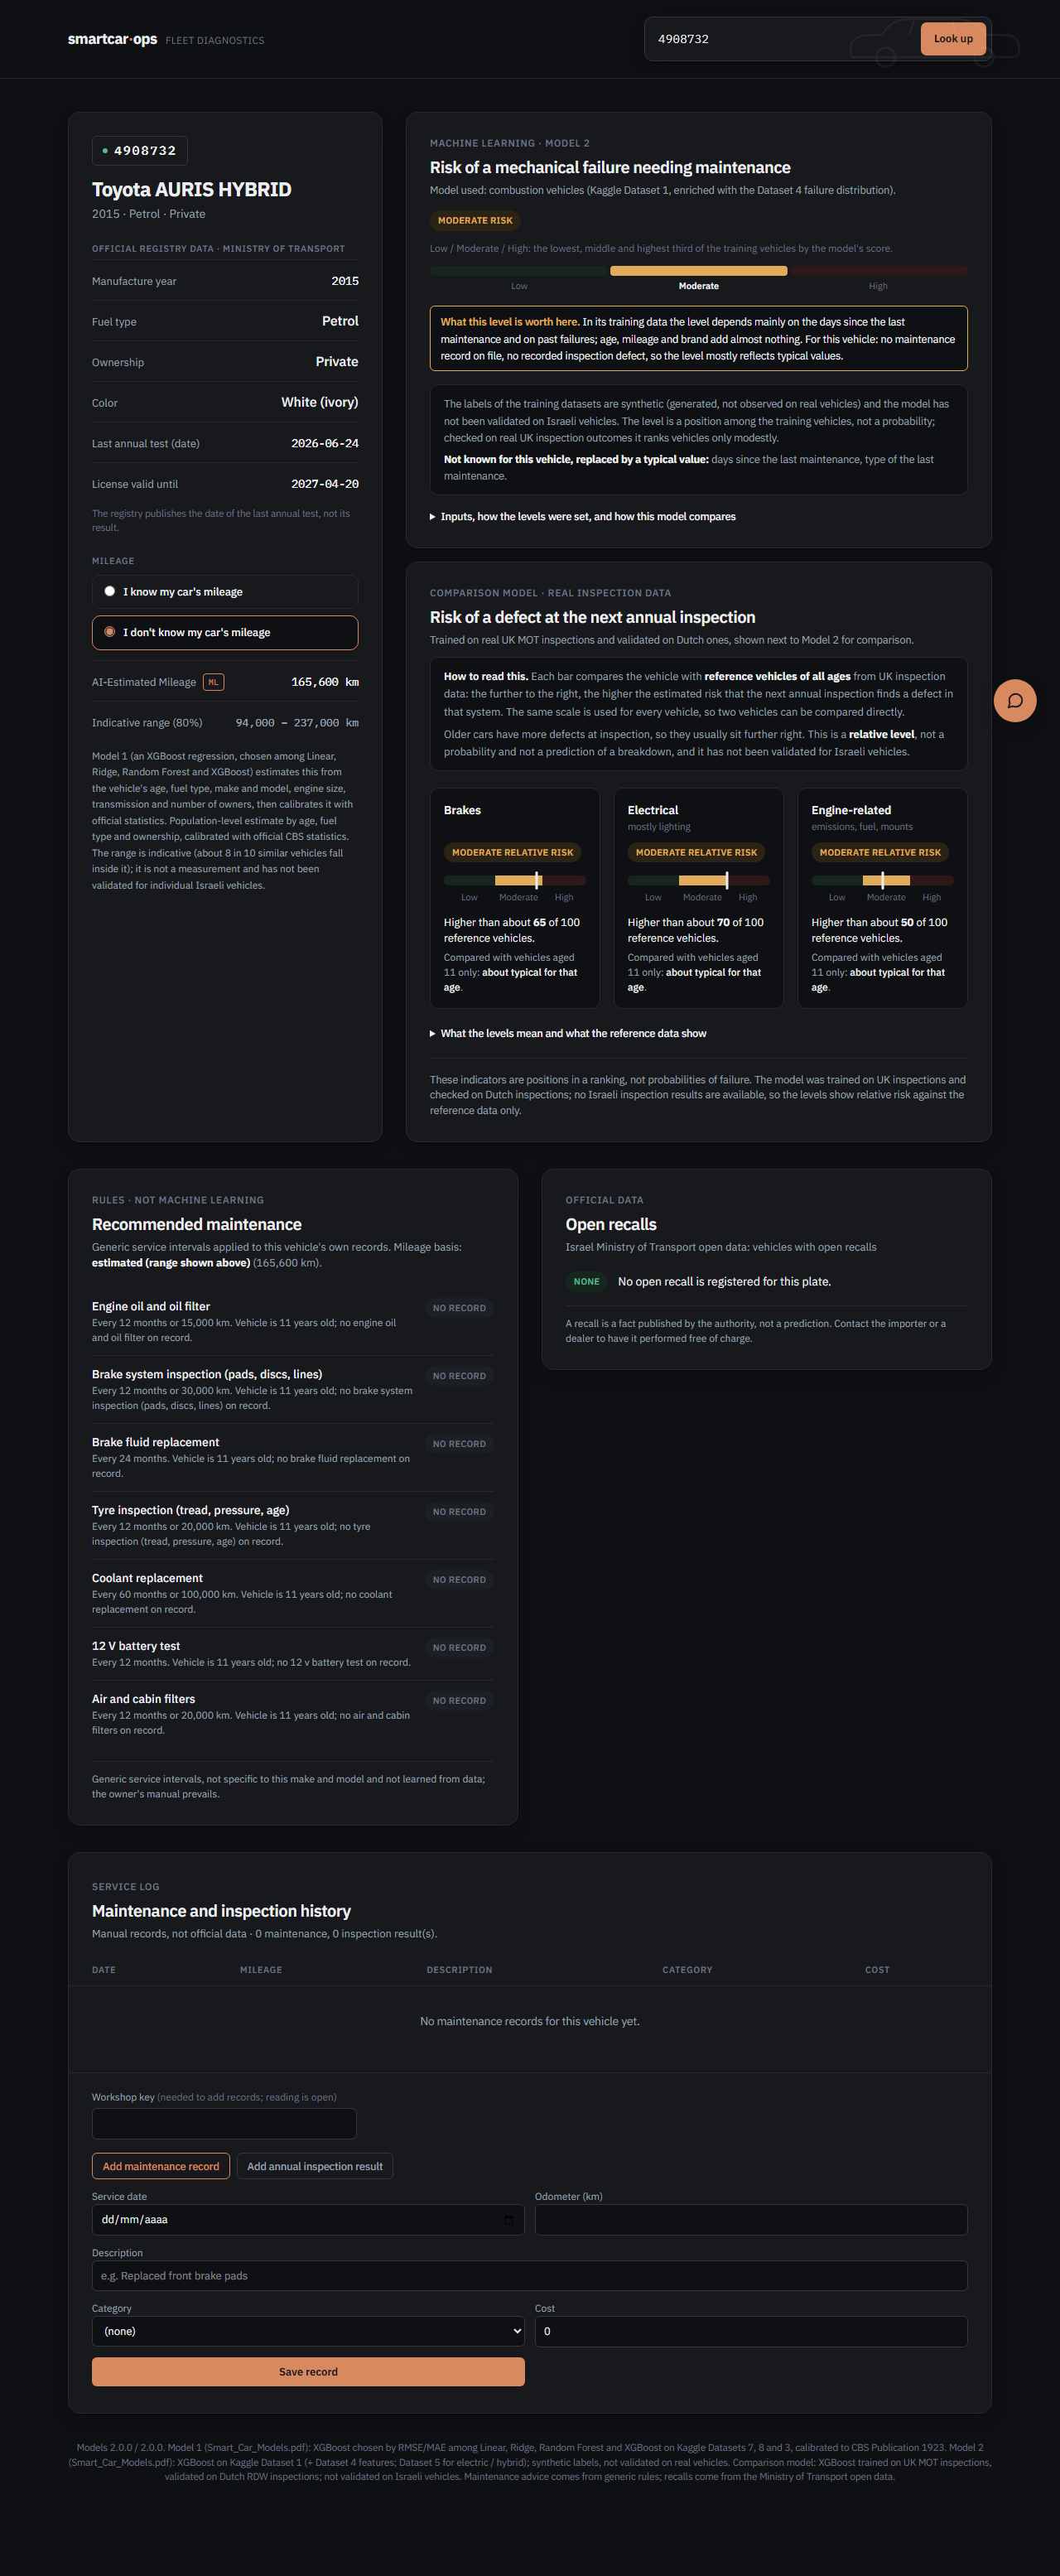 smartcar·ops FLEET DIAGNOSTICS
4908732
Look up
4908732
Toyota AURIS HYBRID
2015 · Petrol · Private
OFFICIAL REGISTRY DATA · MINISTRY OF TRANSPORT
Manufacture year 2015
Fuel type Petrol
Ownership Private
Color White (ivory)
Last annual test (date) 2026-06-24
License valid until 2027-04-20
The registry publishes the date of the last annual test, not its
result.
MILEAGE
I know my car's mileage
I don't know my car's mileage
AI-Estimated Mileage ML 165,600 km
Indicative range (80%) 94,000 – 237,000 km
Model 1 (an XGBoost regression, chosen among Linear,
Ridge, Random Forest and XGBoost) estimates this from
the vehicle's age, fuel type, make and model, engine size,
transmission and number of owners, then calibrates it with
official statistics. Population-level estimate by age, fuel
type and ownership, calibrated with official CBS statistics.
The range is indicative (about 8 in 10 similar vehicles fall
inside it); it is not a measurement and has not been
validated for individual Israeli vehicles.
MACHINE LEARNING · MODEL 2
Risk of a mechanical failure needing maintenance
Model used: combustion vehicles (Kaggle Dataset 1, enriched with the Dataset 4 failure distribution).
MODERATE RISK
Low / Moderate / High: the lowest, middle and highest third of the training vehicles by the model's score.
Low Moderate High
What this level is worth here. In its training data the level depends mainly on the days since the last
maintenance and on past failures; age, mileage and brand add almost nothing. For this vehicle: no maintenance
record on file, no recorded inspection defect, so the level mostly reflects typical values.
The labels of the training datasets are synthetic (generated, not observed on real vehicles) and the model has
not been validated on Israeli vehicles. The level is a position among the training vehicles, not a probability;
checked on real UK inspection outcomes it ranks vehicles only modestly.
Not known for this vehicle, replaced by a typical value: days since the last maintenance, type of the last
maintenance.
Inputs, how the levels were set, and how this model compares
COMPARISON MODEL · REAL INSPECTION DATA
Risk of a defect at the next annual inspection
Trained on real UK MOT inspections and validated on Dutch ones, shown next to Model 2 for comparison.
How to read this. Each bar compares the vehicle with reference vehicles of all ages from UK inspection
data: the further to the right, the higher the estimated risk that the next annual inspection finds a defect in
that system. The same scale is used for every vehicle, so two vehicles can be compared directly.
Older cars have more defects at inspection, so they usually sit further right. This is a relative level, not a
probability and not a prediction of a breakdown, and it has not been validated for Israeli vehicles.
Brakes
MODERATE RELATIVE RISK
Low Moderate High
Higher than about 65 of 100
reference vehicles.
Compared with vehicles aged
11 only: about typical for that
age.
Electrical
mostly lighting
MODERATE RELATIVE RISK
Low Moderate High
Higher than about 70 of 100
reference vehicles.
Compared with vehicles aged
11 only: about typical for that
age.
Engine-related
emissions, fuel, mounts
MODERATE RELATIVE RISK
Low Moderate High
Higher than about 50 of 100
reference vehicles.
Compared with vehicles aged
11 only: about typical for that
age.
What the levels mean and what the reference data show
These indicators are positions in a ranking, not probabilities of failure. The model was trained on UK inspections and
checked on Dutch inspections; no Israeli inspection results are available, so the levels show relative risk against the
reference data only.
RULES · NOT MACHINE LEARNING
Recommended maintenance
Generic service intervals applied to this vehicle's own records. Mileage basis:
estimated (range shown above) (165,600 km).
Engine oil and oil filter NO RECORD
Every 12 months or 15,000 km. Vehicle is 11 years old; no engine oil
and oil filter on record.
Brake system inspection (pads, discs, lines) NO RECORD
Every 12 months or 30,000 km. Vehicle is 11 years old; no brake system
inspection (pads, discs, lines) on record.
Brake fluid replacement NO RECORD
Every 24 months. Vehicle is 11 years old; no brake fluid replacement on
record.
Tyre inspection (tread, pressure, age) NO RECORD
Every 12 months or 20,000 km. Vehicle is 11 years old; no tyre
inspection (tread, pressure, age) on record.
Coolant replacement NO RECORD
Every 60 months or 100,000 km. Vehicle is 11 years old; no coolant
replacement on record.
12 V battery test NO RECORD
Every 12 months. Vehicle is 11 years old; no 12 v battery test on record.
Air and cabin filters NO RECORD
Every 12 months or 20,000 km. Vehicle is 11 years old; no air and cabin
filters on record.
Generic service intervals, not specific to this make and model and not learned from data;
the owner's manual prevails.
OFFICIAL DATA
Open recalls
Israel Ministry of Transport open data: vehicles with open recalls
NONE No open recall is registered for this plate.
A recall is a fact published by the authority, not a prediction. Contact the importer or a
dealer to have it performed free of charge.
SERVICE LOG
Maintenance and inspection history
Manual records, not official data · 0 maintenance, 0 inspection result(s).
DATE MILEAGE DESCRIPTION CATEGORY COST
No maintenance records for this vehicle yet.
Workshop key (needed to add records; reading is open)
Add maintenance record Add annual inspection result
Service date Odometer (km)
dd/mm/aaaa
Description
e.g. Replaced front brake pads
Category Cost
(none) 0
Save record
Models 2.0.0 / 2.0.0. Model 1 (Smart_Car_Models.pdf): XGBoost chosen by RMSE/MAE among Linear, Ridge, Random Forest and XGBoost on Kaggle Datasets 7, 8 and 3, calibrated to CBS Publication 1923. Model 2
(Smart_Car_Models.pdf): XGBoost on Kaggle Dataset 1 (+ Dataset 4 features; Dataset 5 for electric / hybrid); synthetic labels, not validated on real vehicles. Comparison model: XGBoost trained on UK MOT inspections,
validated on Dutch RDW inspections; not validated on Israeli vehicles. Maintenance advice comes from generic rules; recalls come from the Ministry of Transport open data.